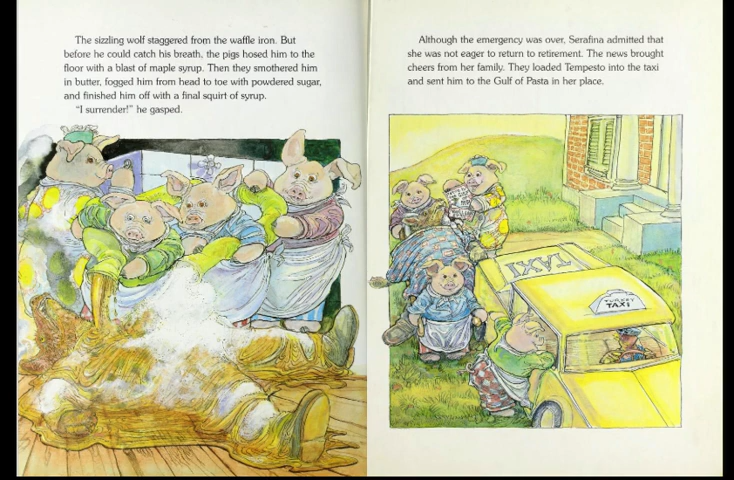 The sizzling wolf staggered from the waffle iron. But
before he could catch his breath, the pigs hosed him to the
floor with a blast of maple syrup. Then they smothered him
in butter, fogged him from head to toe with powdered sugar,
and finished him off with a final squirt of syrup.
"I surrender!" he gasped.
Although the emergency was over, Serafina admitted that
she was not eager to return to retirement. The news brought
cheers from her family. They loaded Tempesto into the taxi
and sent him to the Gulf of Pasta in her place.
TAXI
TURKEY
TAXI